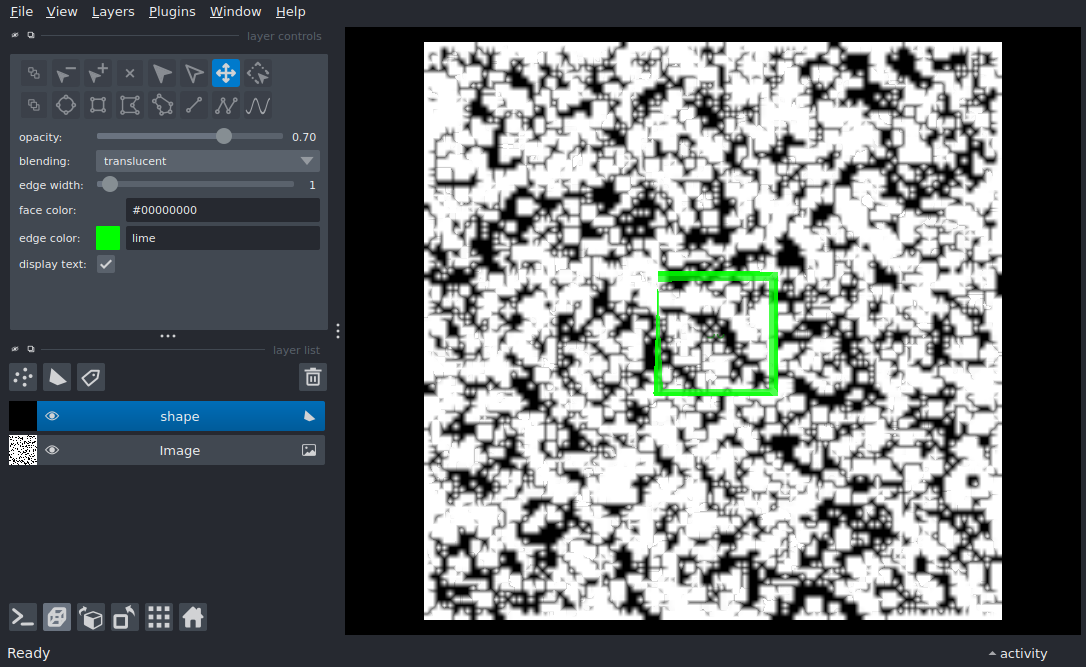 File View Layers Plugins Window Help
layer controls
opacity: 0.70
blending: translucent
edge width: 1
face color: #00000000
edge color: lime
display text:
layer list
shape
Image
Ready
activity